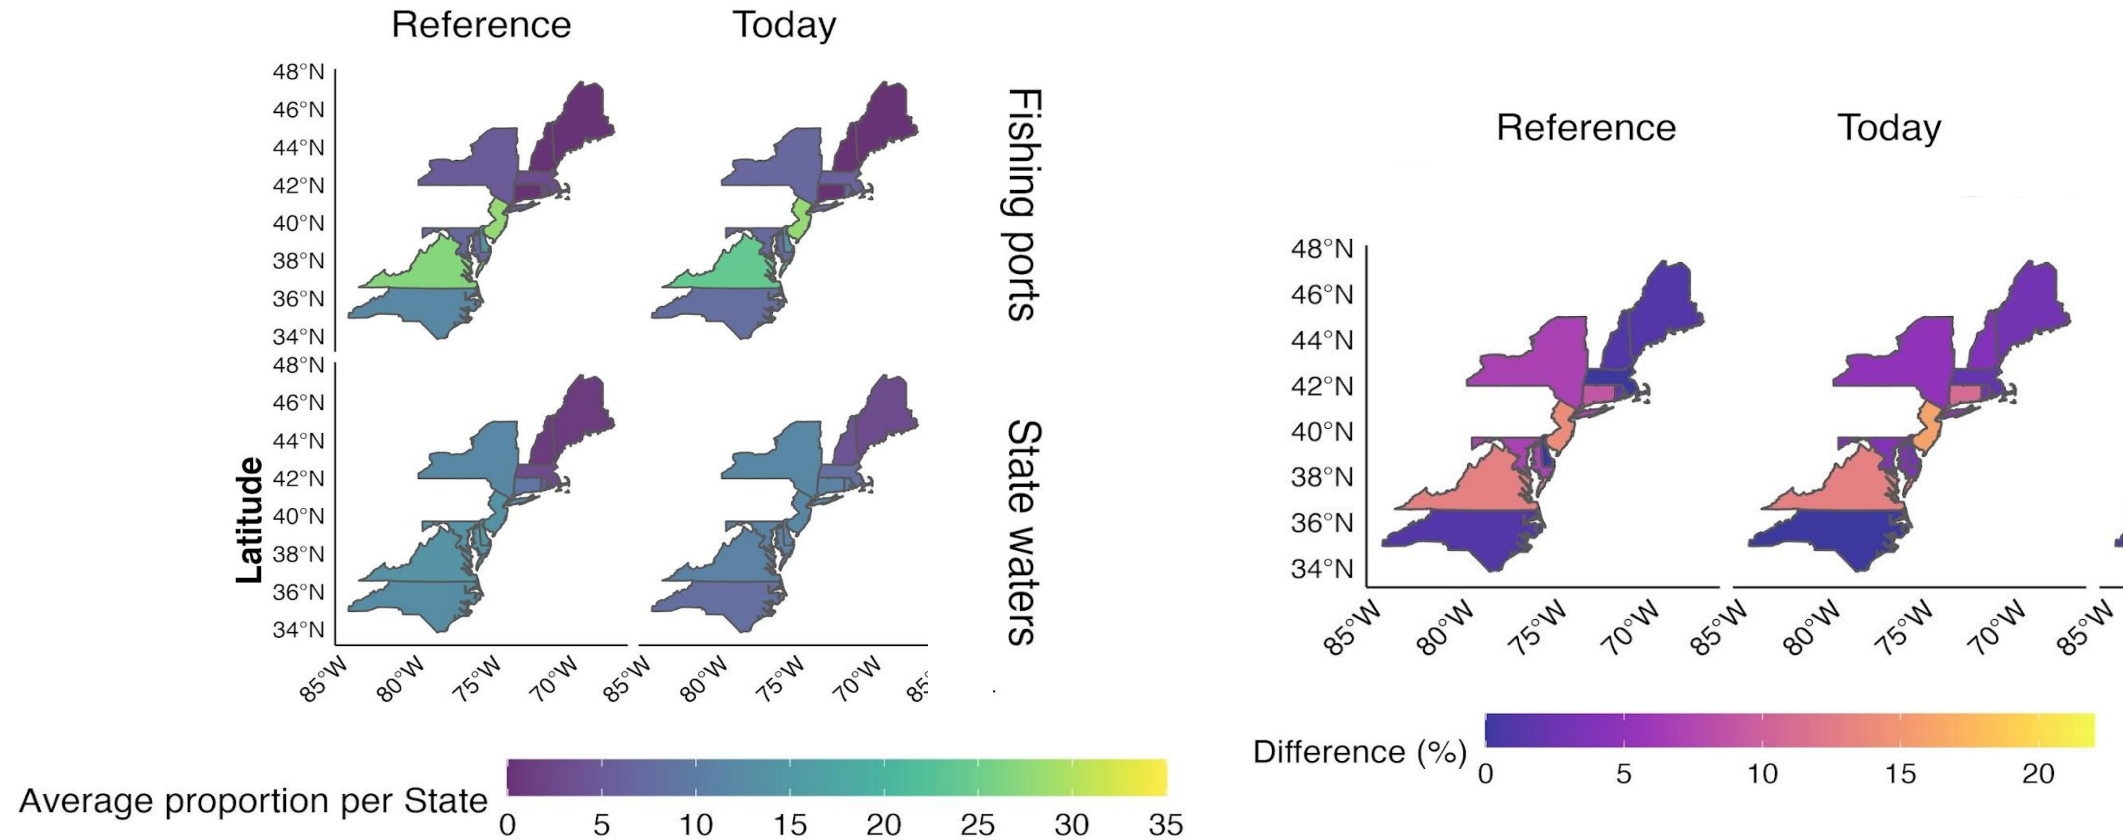 Reference Today
48°N
46°N
44°N
42°N
40°N
38°N
36°N
34°N
Fishing ports
48°N
46°N
44°N
42°N
40°N
38°N
36°N
34°N
State waters
Latitude
85°W 80°W 75°W 70°W 85°W 80°W 75°W 70°W 85°
Average proportion per State
0 5 10 15 20 25 30 35
Reference Today
48°N
46°N
44°N
42°N
40°N
38°N
36°N
34°N
85°W 80°W 75°W 70°W 85°W 80°W 75°W 70°W 85°W
Difference (%)
0 5 10 15 20